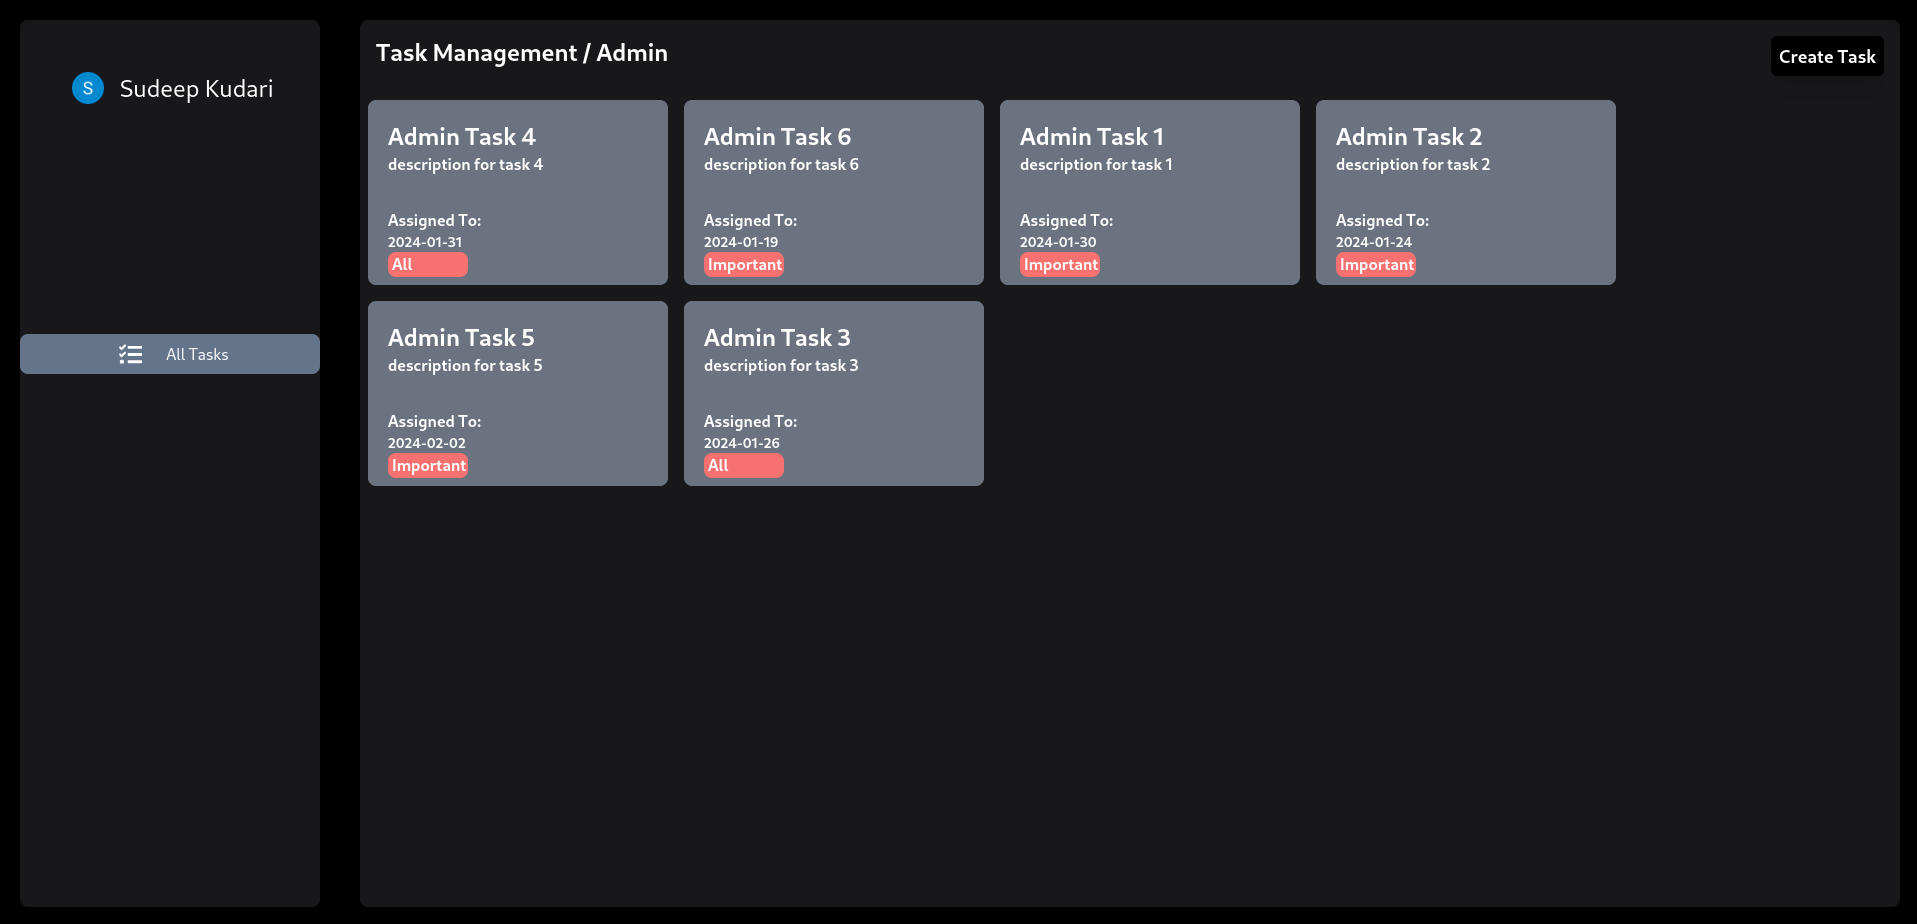 S
Sudeep Kudari
All Tasks
Task Management / Admin
Create Task
Admin Task 4
description for task 4
Assigned To:
2024-01-31
All
Admin Task 6
description for task 6
Assigned To:
2024-01-19
Important
Admin Task 1
description for task 1
Assigned To:
2024-01-30
Important
Admin Task 2
description for task 2
Assigned To:
2024-01-24
Important
Admin Task 5
description for task 5
Assigned To:
2024-02-02
Important
Admin Task 3
description for task 3
Assigned To:
2024-01-26
All